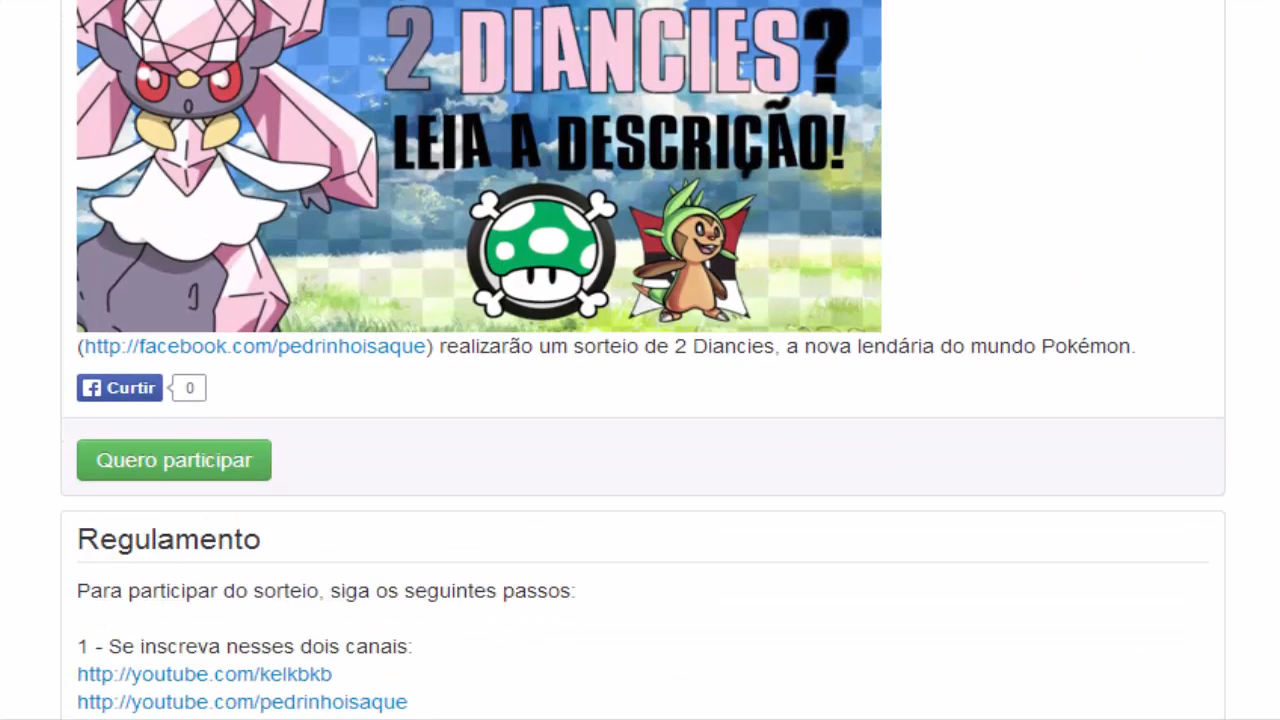 2 DIANCIES?
LEIA A DESCRIÇÃO!
(http://facebook.com/pedrinhoisaque) realizarão um sorteio de 2 Diancies, a nova lendária do mundo Pokémon.
Curtir 0
Quero participar
Regulamento
Para participar do sorteio, siga os seguintes passos:
1 - Se inscreva nesses dois canais:
http://youtube.com/kelkbkb
http://youtube.com/pedrinhoisaque